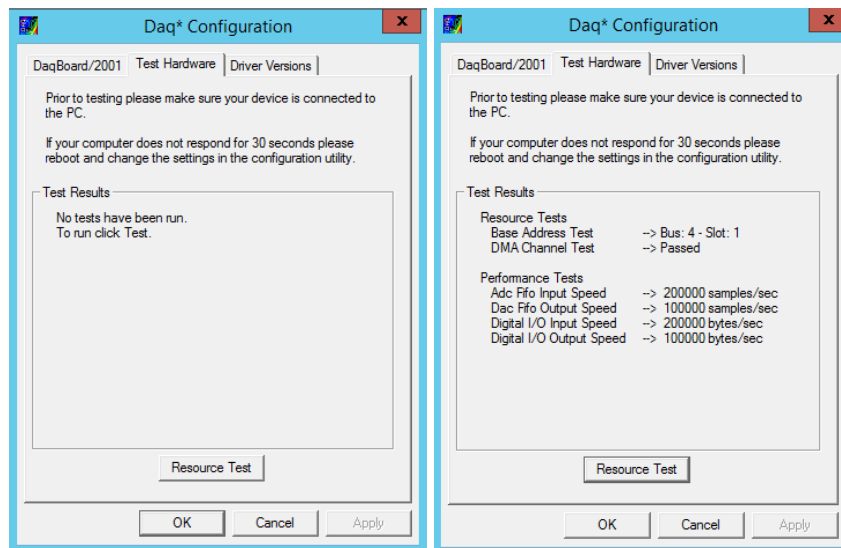 Daq* Configuration
x
DaqBoard/2001
Test Hardware
Driver Versions
Prior to testing please make sure your device is connected to
the PC.
If your computer does not respond for 30 seconds please
reboot and change the settings in the configuration utility.
Test Results
No tests have been run.
To run click Test.
Resource Test
OK
Cancel
Apply
Daq* Configuration
x
DaqBoard/2001
Test Hardware
Driver Versions
Prior to testing please make sure your device is connected to
the PC.
If your computer does not respond for 30 seconds please
reboot and change the settings in the configuration utility.
Test Results
Resource Tests
Base Address Test --> Bus: 4 - Slot: 1
DMA Channel Test --> Passed
Performance Tests
Adc Fifo Input Speed --> 200000 samples/sec
Dac Fifo Output Speed --> 100000 samples/sec
Digital I/O Input Speed --> 200000 bytes/sec
Digital I/O Output Speed --> 100000 bytes/sec
Resource Test
OK
Cancel
Apply